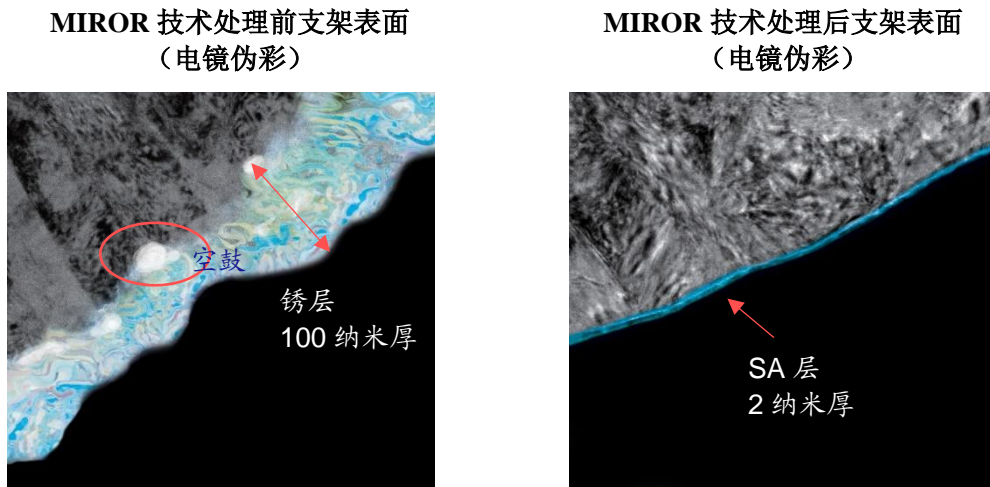 MIROR 技术处理前支架表面
（电镜伪彩）
MIROR 技术处理后支架表面
（电镜伪彩）
空鼓
锈层
100 纳米厚
SA 层
2 纳米厚